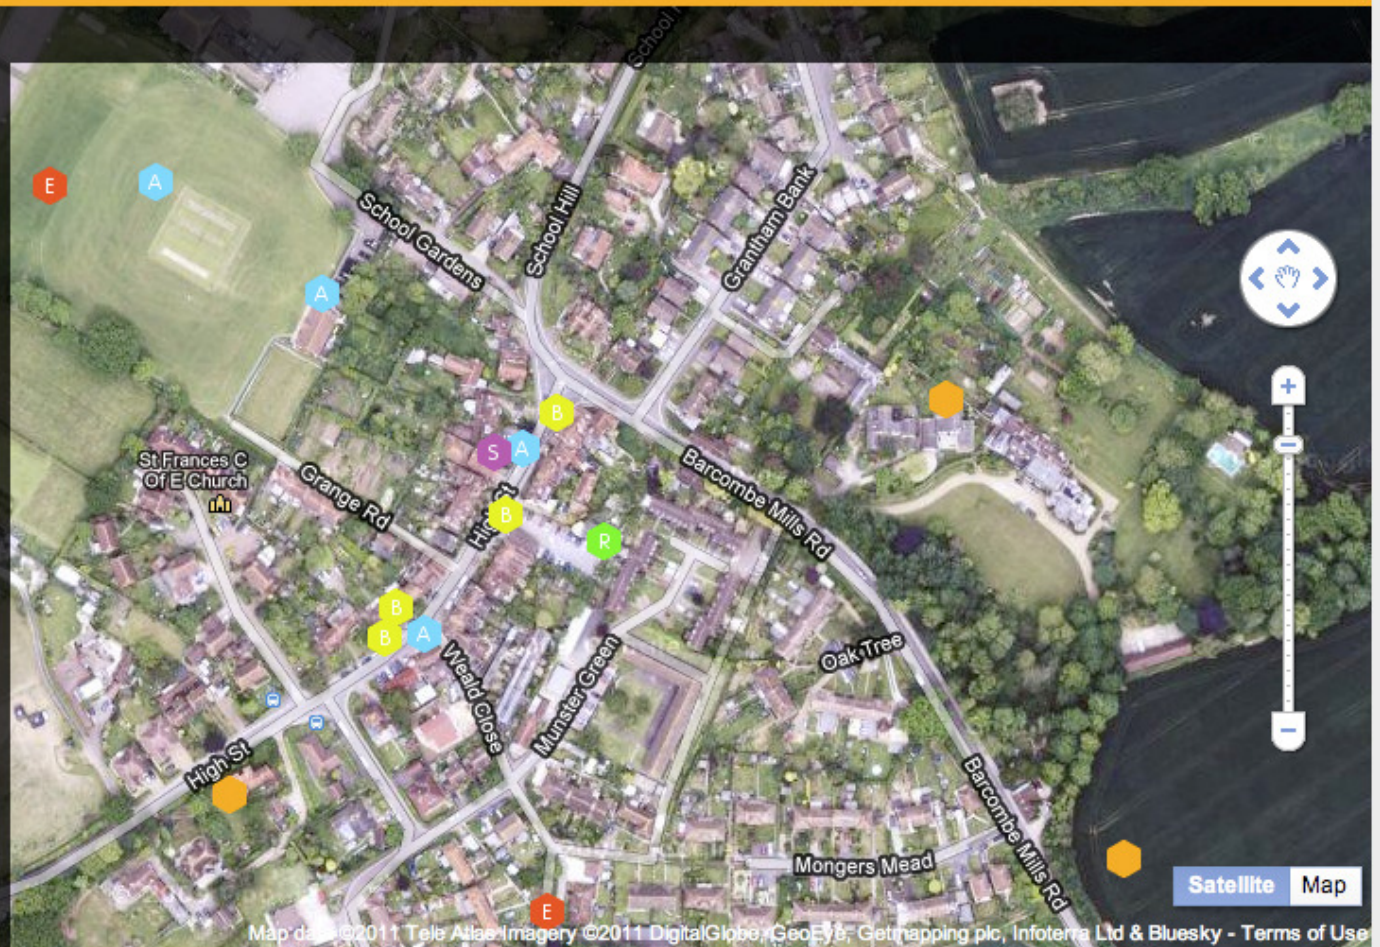 School H
E
A
School Gardens
School Hill
Grantham Bank
A
B
S
A
St Frances C
Of E Church
Grange Rd
High St
B
R
Barcombe Mills Rd
B
B
A
Weald Close
Munster Green
Oak Tree
High St
Barcombe Mills Rd
Mongers Mead
Satellite
Map
E
Map data ©2011 Tele Atlas Imagery ©2011 DigitalGlobe, GeoEye, Getmapping plc, Infoterra Ltd & Bluesky - Terms of Use